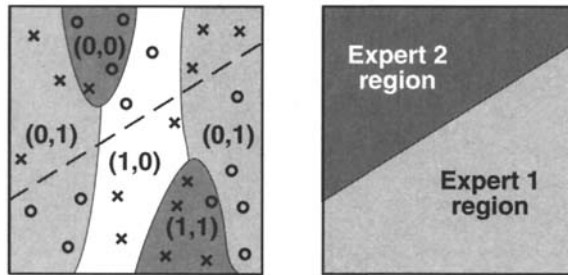 (0,0)
(0,1)
(1,0)
(0,1)
(1,1)
Expert 2
region
Expert 1
region